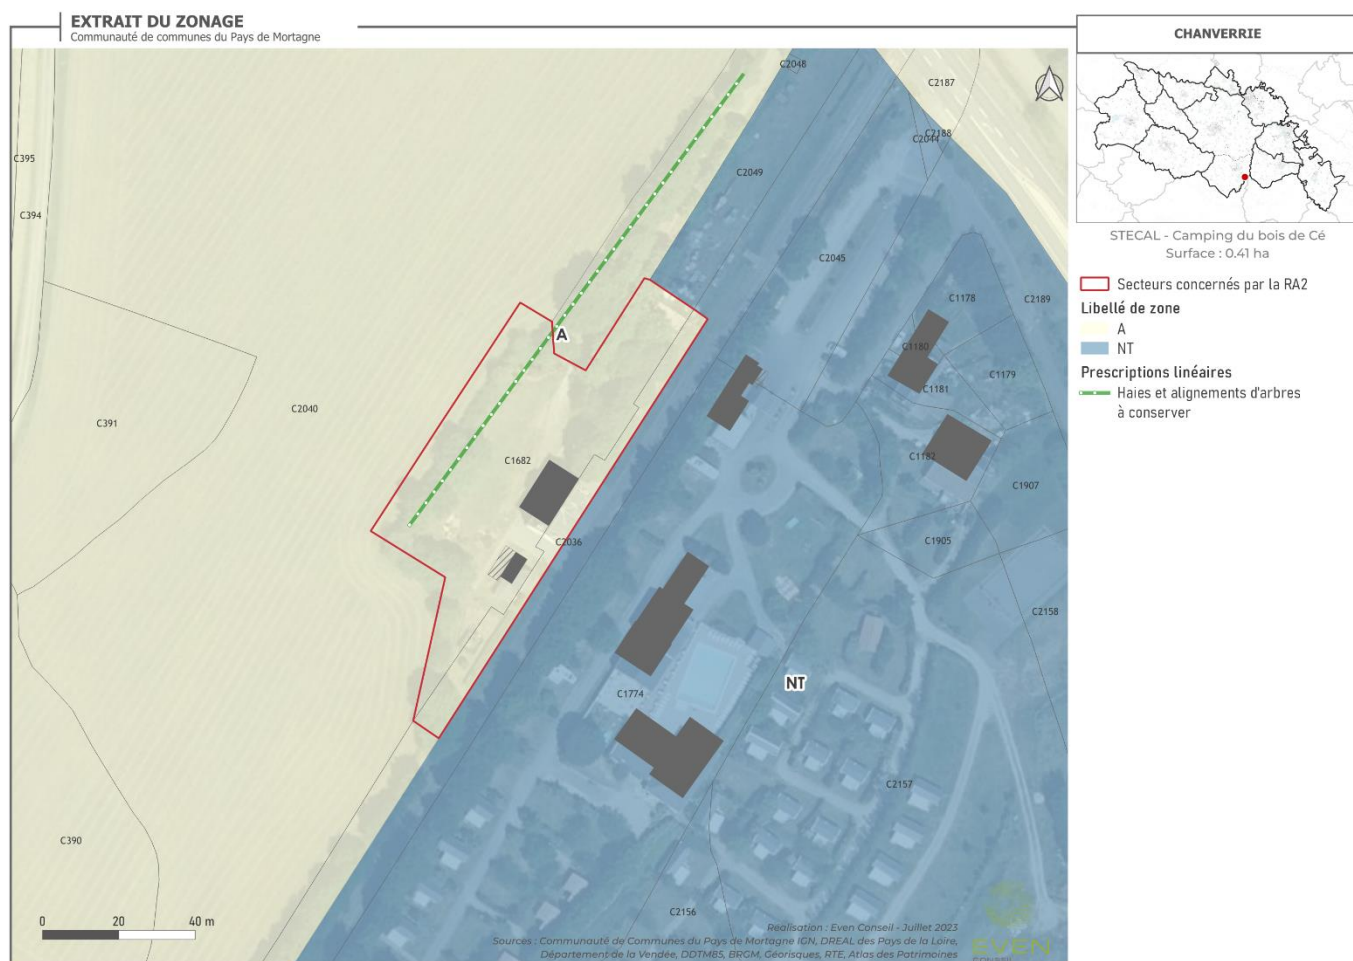 EXTRAIT DU ZONAGE
Communauté de communes du Pays de Mortagne
CHANVERRIE
STECAL - Camping du bois de Cé
Surface : 0.41 ha
Secteurs concernés par la RA2
Libellé de zone
A
NT
Prescriptions linéaires
Haies et alignements d'arbres
à conserver
C2048
C2187
C2188
C2044
C395
C2049
C394
C2045
C1178
C2189
A
C1180
C1179
C1181
C2040
C391
C1682
C1182
C1907
C2036
C1905
C2158
NT
C1774
C2157
C390
C2156
0 20 40 m
Réalisation : Even Conseil - Juillet 2023
Sources : Communauté de Communes du Pays de Mortagne IGN, DREAL des Pays de la Loire,
Département de la Vendée, DDTM85, BRGM, Géorisques, RTE, Atlas des Patrimoines
EVEN
CONSEIL